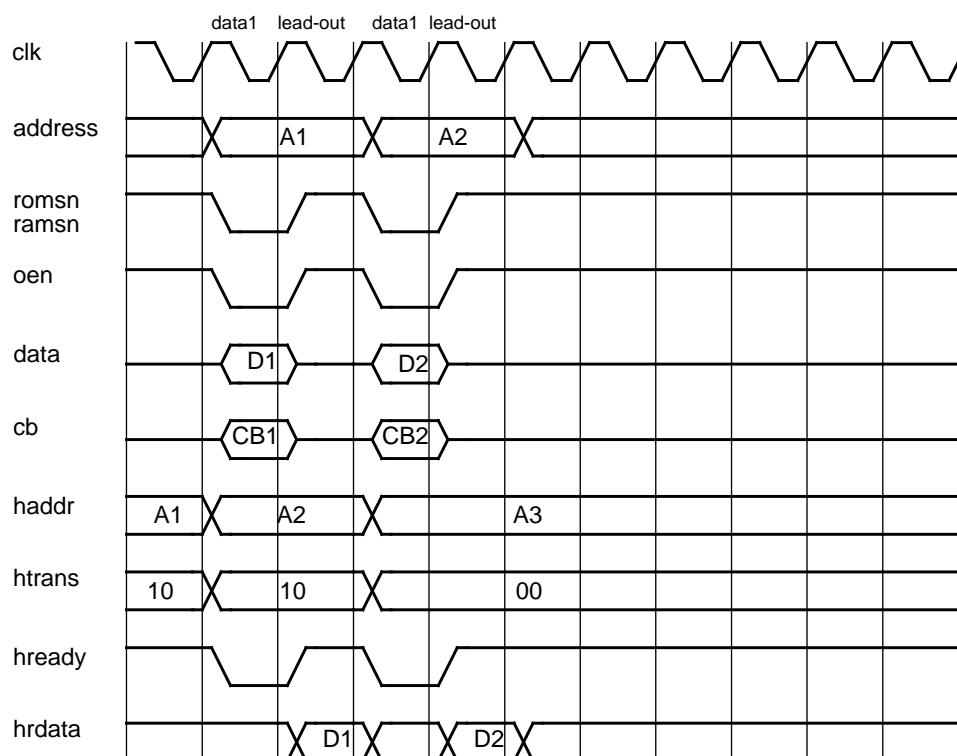 data1 lead-out data1 lead-out
clk
address A1 A2
romsn
ramsn
oen
data D1 D2
cb CB1 CB2
haddr A1 A2 A3
htrans 10 10 00
hready
hrdata D1 D2